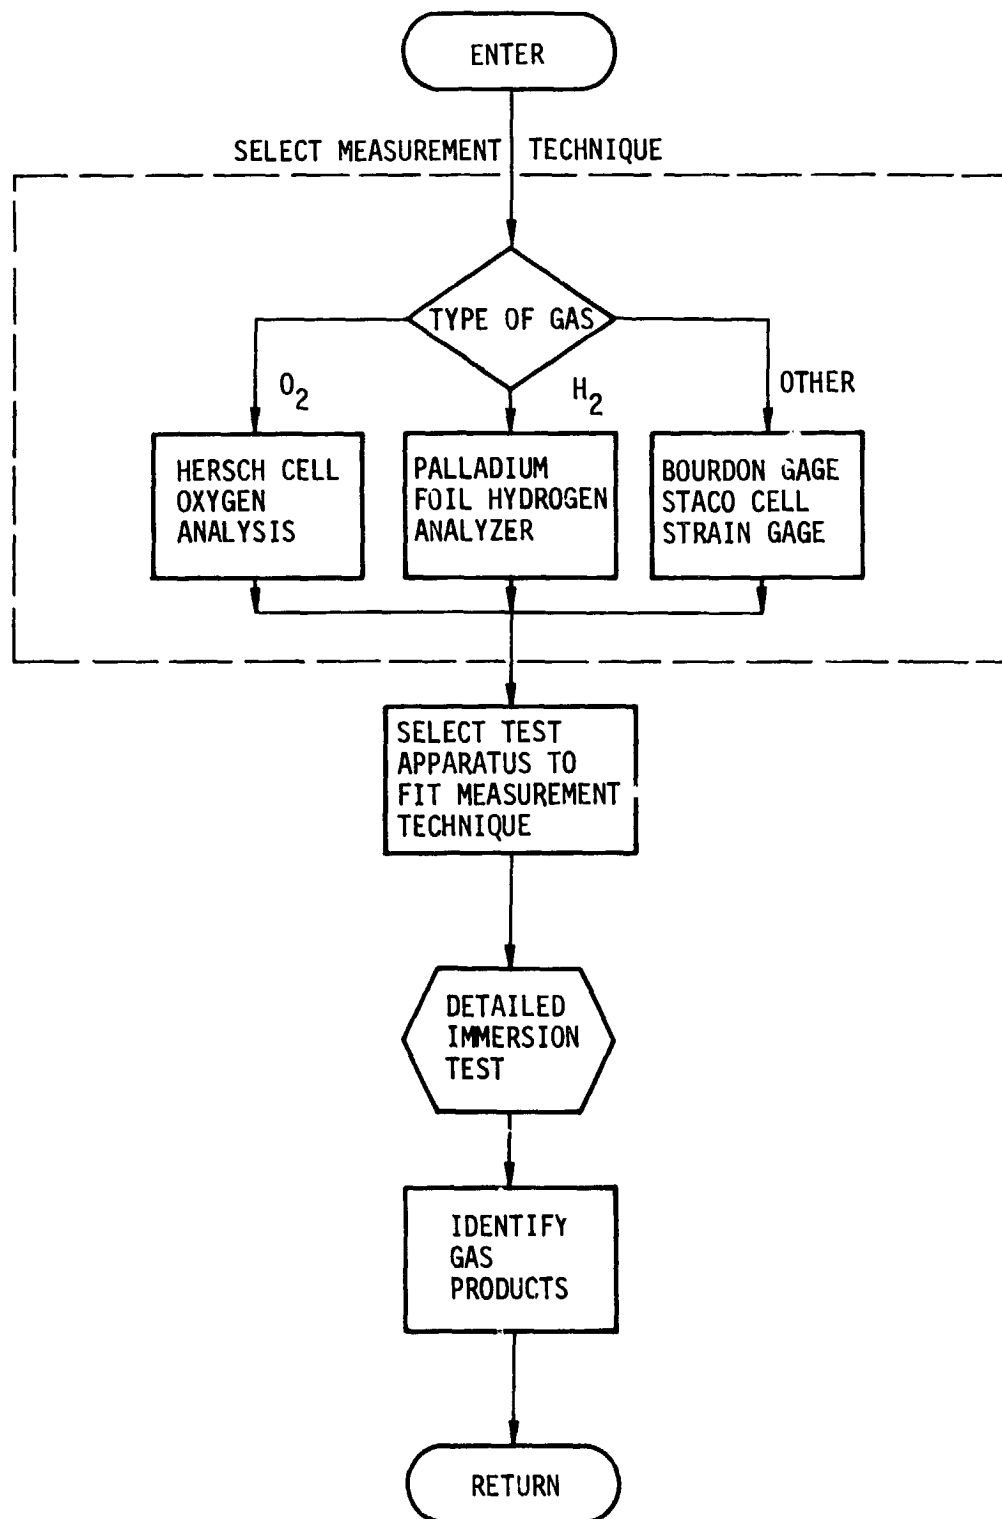 ENTER
SELECT MEASUREMENT TECHNIQUE
TYPE OF GAS
O2
H2
OTHER
HERSCH CELL
OXYGEN
ANALYSIS
PALLADIUM
FOIL HYDROGEN
ANALYZER
BOURDON GAGE
STACO CELL
STRAIN GAGE
SELECT TEST
APPARATUS TO
FIT MEASUREMENT
TECHNIQUE
DETAILED
IMMERSION
TEST
IDENTIFY
GAS
PRODUCTS
RETURN